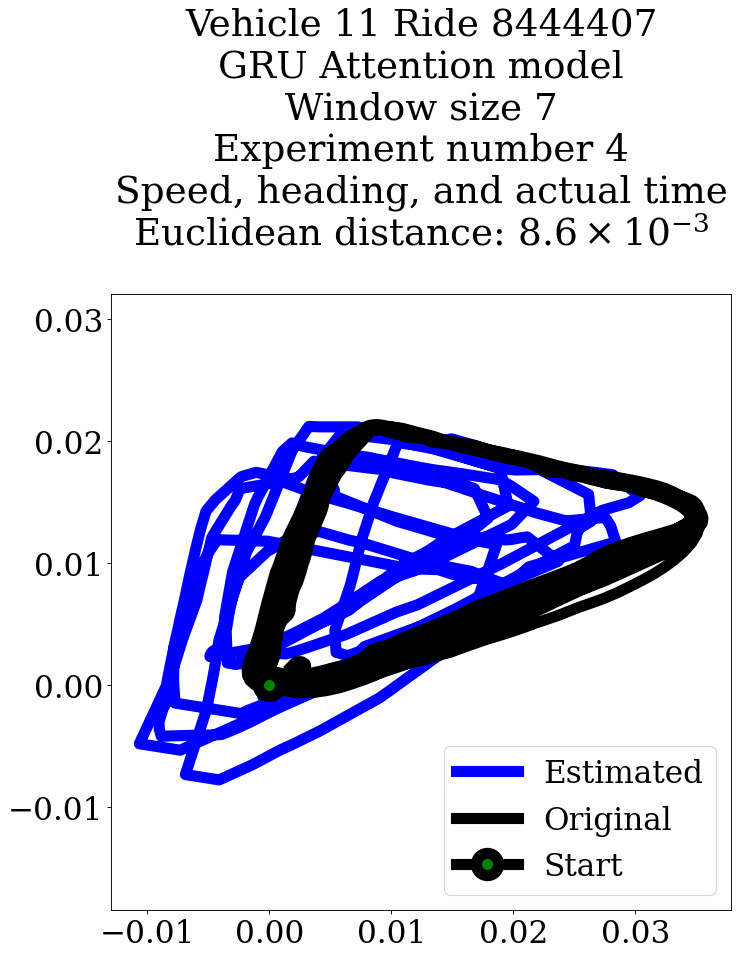 Vehicle 11 Ride 8444407
GRU Attention model
Window size 7
Experiment number 4
Speed, heading, and actual time
Euclidean distance: 8.6 × 10⁻³
0.03
0.02
0.01
0.00
−0.01
−0.01 0.00 0.01 0.02 0.03
Estimated
Original
Start